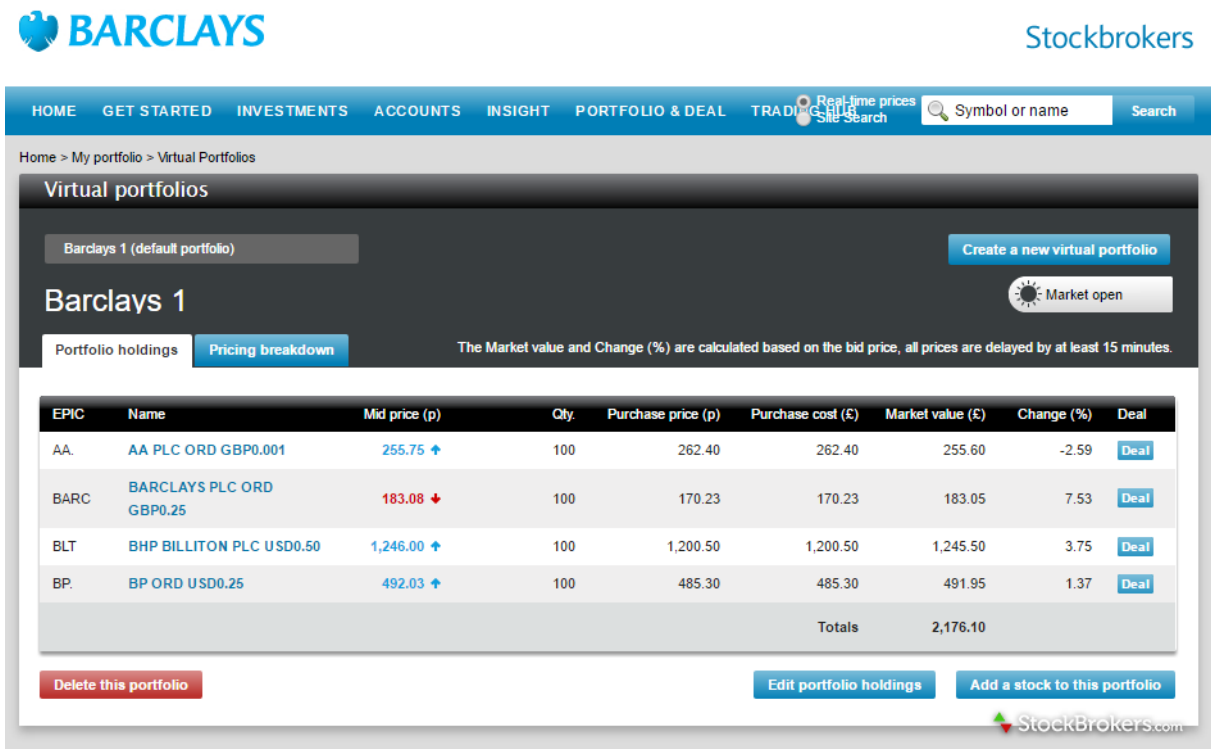 BARCLAYS
Stockbrokers
HOME GET STARTED INVESTMENTS ACCOUNTS INSIGHT PORTFOLIO & DEAL TRADING HUB
Real-time prices
Site Search
Symbol or name Search
Home > My portfolio > Virtual Portfolios
Virtual portfolios
Barclays 1 (default portfolio) Create a new virtual portfolio
Barclays 1 Market open
Portfolio holdings Pricing breakdown The Market value and Change (%) are calculated based on the bid price, all prices are delayed by at least 15 minutes.
EPIC Name Mid price (p) Qty. Purchase price (p) Purchase cost (£) Market value (£) Change (%) Deal
AA. AA PLC ORD GBP0.001 255.75 100 262.40 262.40 255.60 -2.59 Deal
BARC BARCLAYS PLC ORD GBP0.25 183.08 100 170.23 170.23 183.05 7.53 Deal
BLT BHP BILLITON PLC USD0.50 1,246.00 100 1,200.50 1,200.50 1,245.50 3.75 Deal
BP. BP ORD USD0.25 492.03 100 485.30 485.30 491.95 1.37 Deal
Totals 2,176.10
Delete this portfolio Edit portfolio holdings Add a stock to this portfolio
StockBrokers.com